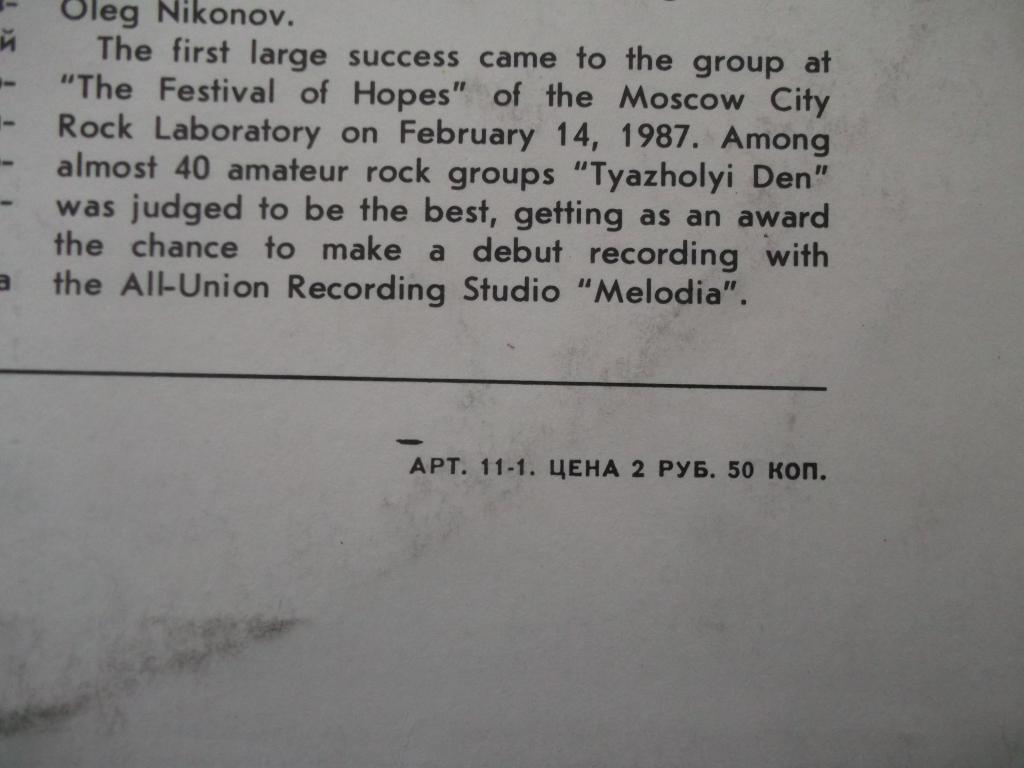 Oleg Nikonov.
The first large success came to the group at
“The Festival of Hopes” of the Moscow City
Rock Laboratory on February 14, 1987. Among
almost 40 amateur rock groups “Tyazholyi Den”
was judged to be the best, getting as an award
the chance to make a debut recording with
the All-Union Recording Studio “Melodia”.
АРТ. 11-1. ЦЕНА 2 РУБ. 50 КОП.